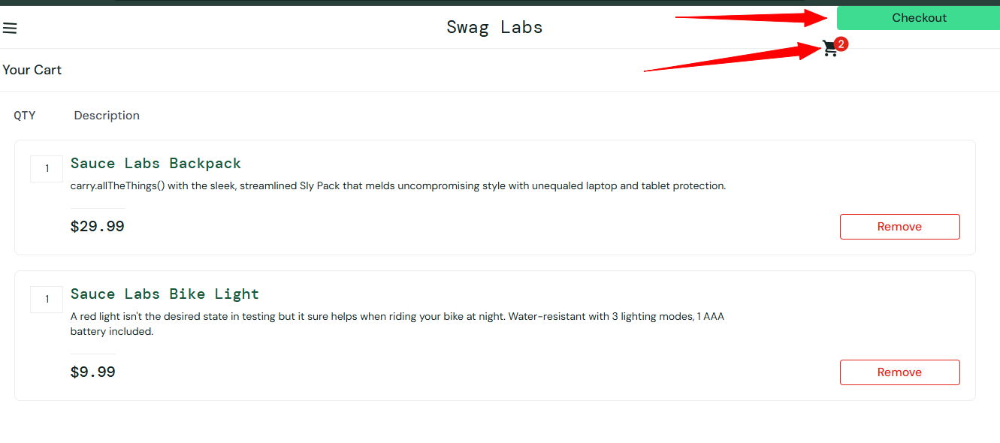 Checkout
Swag Labs
2
Your Cart
QTY Description
1 Sauce Labs Backpack
carry.allTheThings() with the sleek, streamlined Sly Pack that melds uncompromising style with unequaled laptop and tablet protection.
$29.99
Remove
1 Sauce Labs Bike Light
A red light isn't the desired state in testing but it sure helps when riding your bike at night. Water-resistant with 3 lighting modes, 1 AAA
battery included.
$9.99
Remove